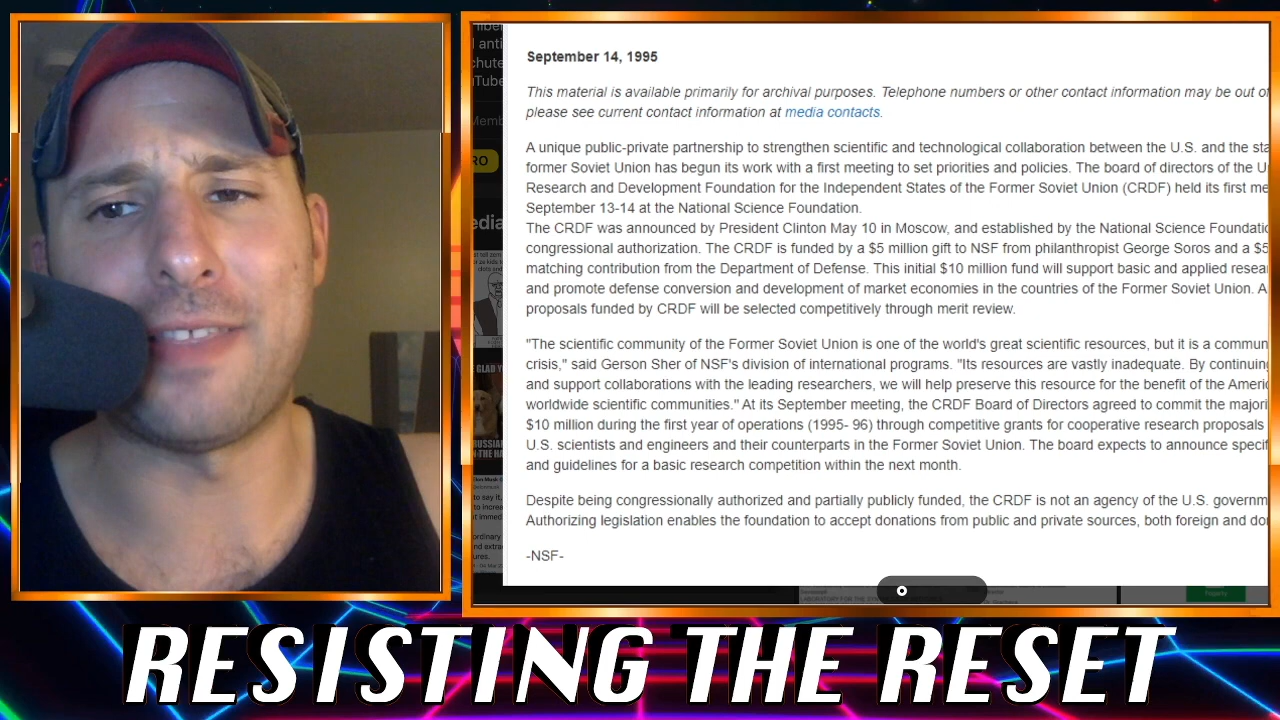 September 14, 1995
This material is available primarily for archival purposes. Telephone numbers or other contact information may be out of
please see current contact information at media contacts.
A unique public-private partnership to strengthen scientific and technological collaboration between the U.S. and the sta
former Soviet Union has begun its work with a first meeting to set priorities and policies. The board of directors of the U
Research and Development Foundation for the Independent States of the Former Soviet Union (CRDF) held its first me
September 13-14 at the National Science Foundation.
The CRDF was announced by President Clinton May 10 in Moscow, and established by the National Science Foundatio
congressional authorization. The CRDF is funded by a $5 million gift to NSF from philanthropist George Soros and a $5
matching contribution from the Department of Defense. This initial $10 million fund will support basic and applied resear
and promote defense conversion and development of market economies in the countries of the Former Soviet Union. A
proposals funded by CRDF will be selected competitively through merit review.
"The scientific community of the Former Soviet Union is one of the world's great scientific resources, but it is a commun
crisis," said Gerson Sher of NSF's division of international programs. "Its resources are vastly inadequate. By continuing
and support collaborations with the leading researchers, we will help preserve this resource for the benefit of the Americ
worldwide scientific communities." At its September meeting, the CRDF Board of Directors agreed to commit the majori
$10 million during the first year of operations (1995- 96) through competitive grants for cooperative research proposals
U.S. scientists and engineers and their counterparts in the Former Soviet Union. The board expects to announce specif
and guidelines for a basic research competition within the next month.
Despite being congressionally authorized and partially publicly funded, the CRDF is not an agency of the U.S. governm
Authorizing legislation enables the foundation to accept donations from public and private sources, both foreign and do
-NSF-
RESISTING THE RESET